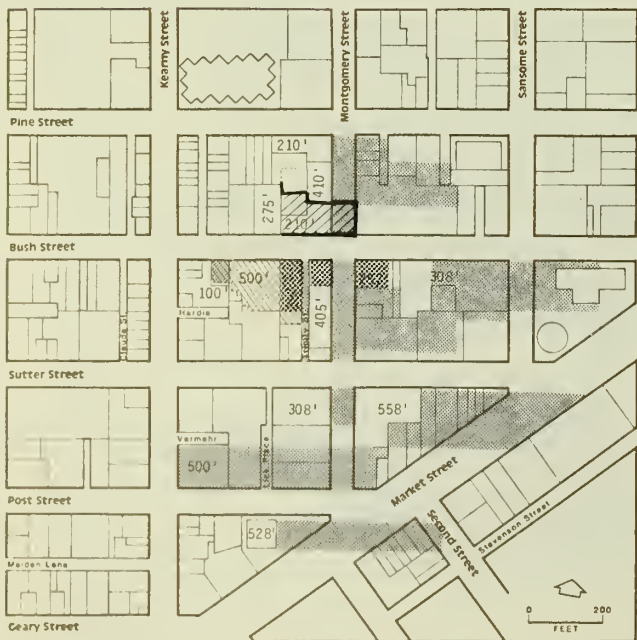 Kearny Street
Montgomery Street
Sansome Street
Pine Street
210'
410'
275'
210'
Bush Street
500'
100'
308'
405'
Hardie
Claude St.
Trinity St.
Sutter Street
308'
558'
Vermehr
500'
Lick Place
Market Street
Post Street
528'
Second Street
Stevenson Street
Maiden Lane
Geary Street
0 200
FEET